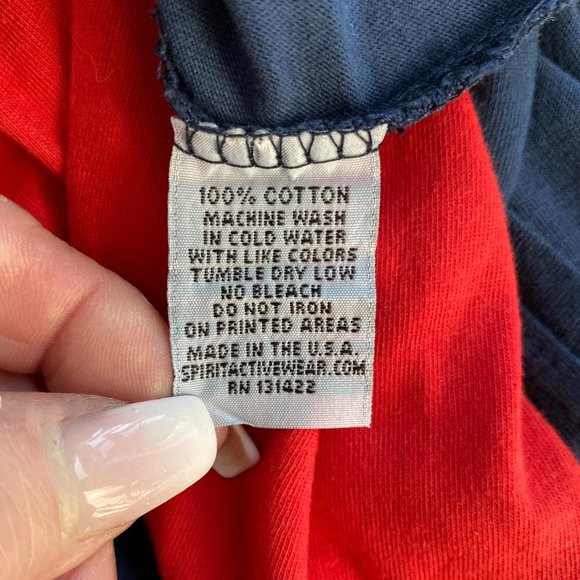 100% COTTON
MACHINE WASH
IN COLD WATER
WITH LIKE COLORS
TUMBLE DRY LOW
NO BLEACH
DO NOT IRON
ON PRINTED AREAS
MADE IN THE U.S.A.
SPIRITACTIVEWEAR.COM
RN 131422